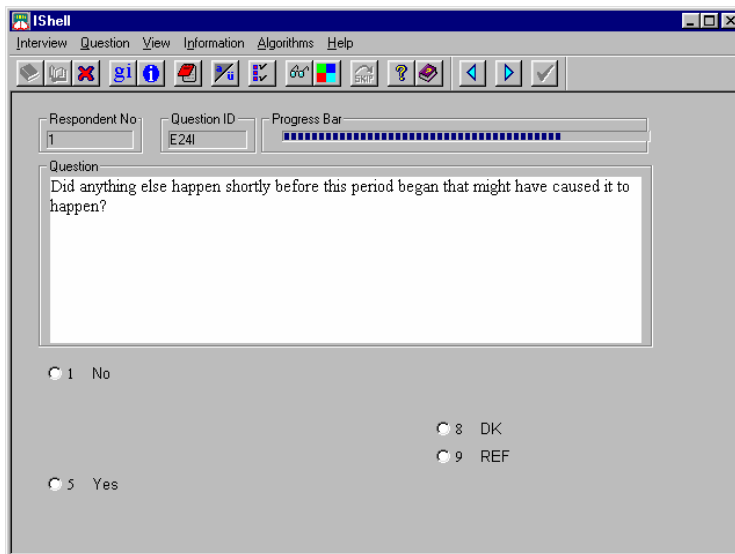 IShell
Interview Question View Information Algorithms Help
gi i a/ü SKIP ?
Respondent No Question ID Progress Bar
1 E24I
Question
Did anything else happen shortly before this period began that might have caused it to
happen?
1 No
8 DK
9 REF
5 Yes